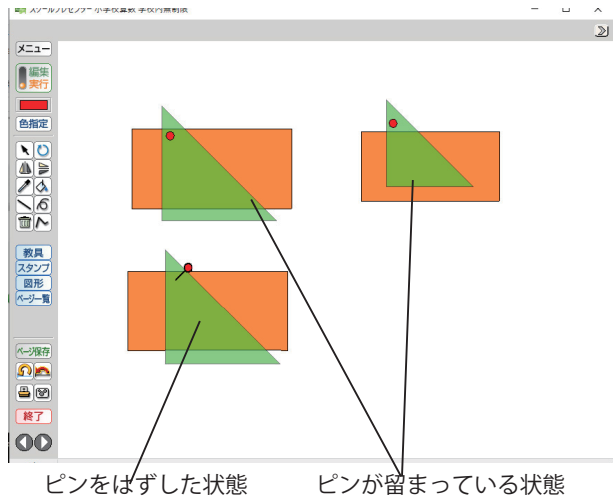 スクールプレゼンター 小学校算数 学校内無制限
メニュー
編集
実行
色指定
教具
スタンプ
図形
ページ一覧
ページ保存
終了
ピンをはずした状態
ピンが留まっている状態